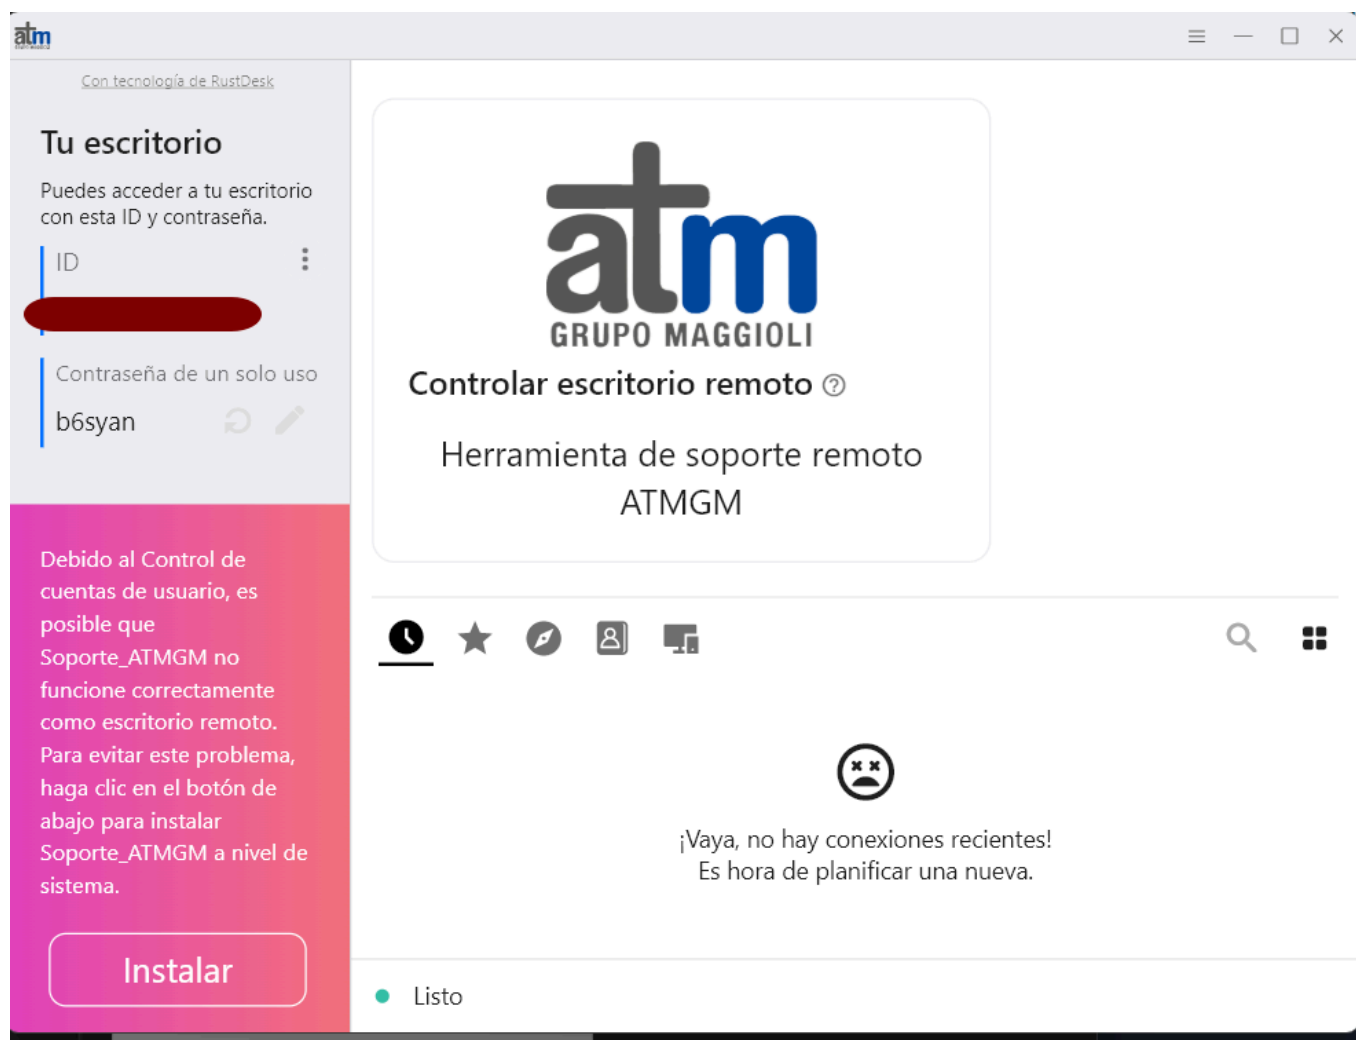 atm
Con tecnología de RustDesk
Tu escritorio
Puedes acceder a tu escritorio
con esta ID y contraseña.
ID
Contraseña de un solo uso
b6syan
Debido al Control de
cuentas de usuario, es
posible que
Soporte_ATMGM no
funcione correctamente
como escritorio remoto.
Para evitar este problema,
haga clic en el botón de
abajo para instalar
Soporte_ATMGM a nivel de
sistema.
Instalar
atm
GRUPO MAGGIOLI
Controlar escritorio remoto
Herramienta de soporte remoto
ATMGM
¡Vaya, no hay conexiones recientes!
Es hora de planificar una nueva.
Listo